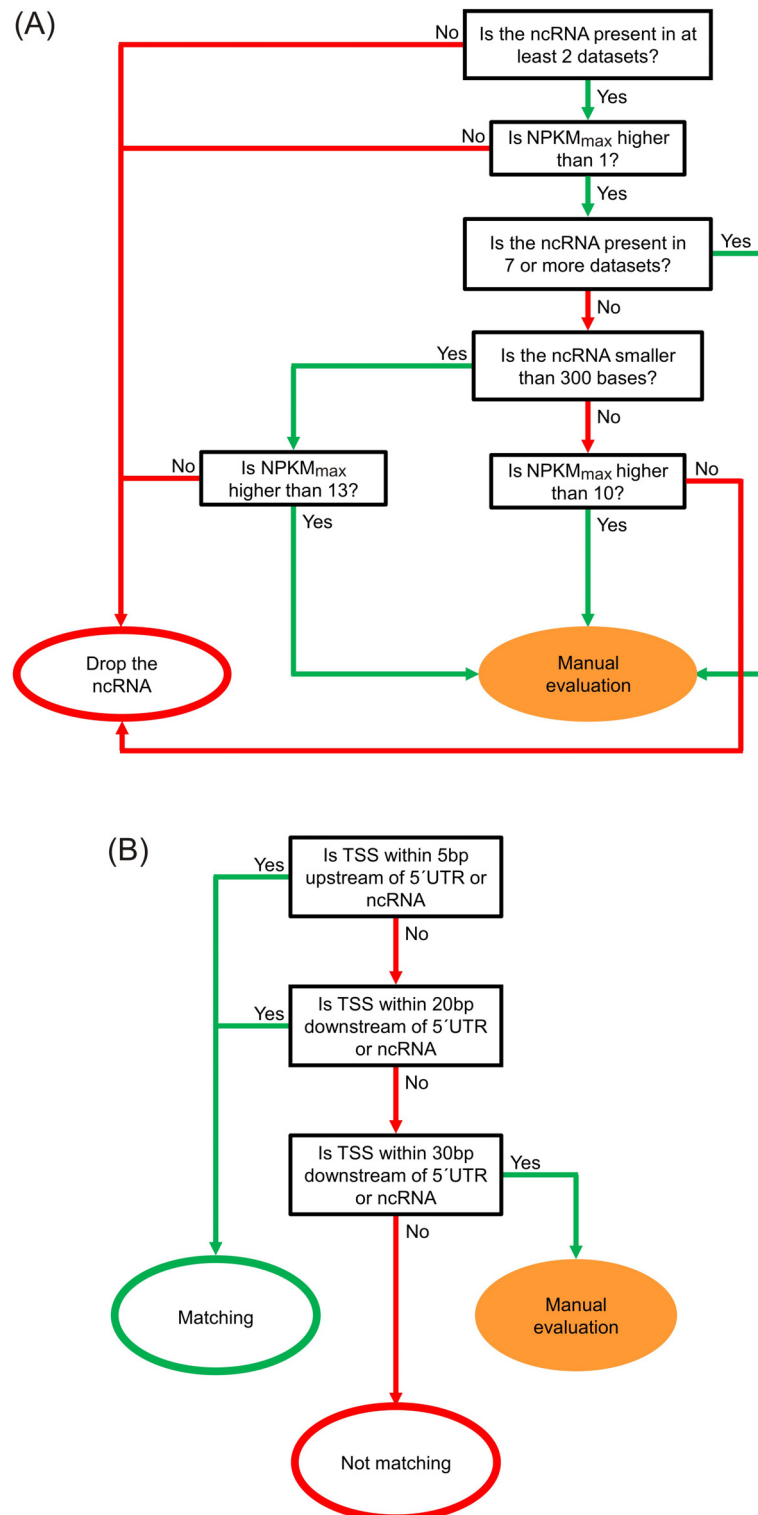 (A)
No
Is the ncRNA present in at
least 2 datasets?
Yes
No
Is NPKMmax higher
than 1?
Yes
Is the ncRNA present in
7 or more datasets?
Yes
No
Yes
Is the ncRNA smaller
than 300 bases?
No
No
Is NPKMmax
higher than 13?
Yes
Is NPKMmax higher
than 10?
No
Yes
Drop the
ncRNA
Manual
evaluation
(B)
Yes
Is TSS within 5bp
upstream of 5´UTR or
ncRNA
No
Yes
Is TSS within 20bp
downstream of 5´UTR
or ncRNA
No
Is TSS within 30bp
downstream of 5´UTR
or ncRNA
Yes
No
Matching
Manual
evaluation
Not matching